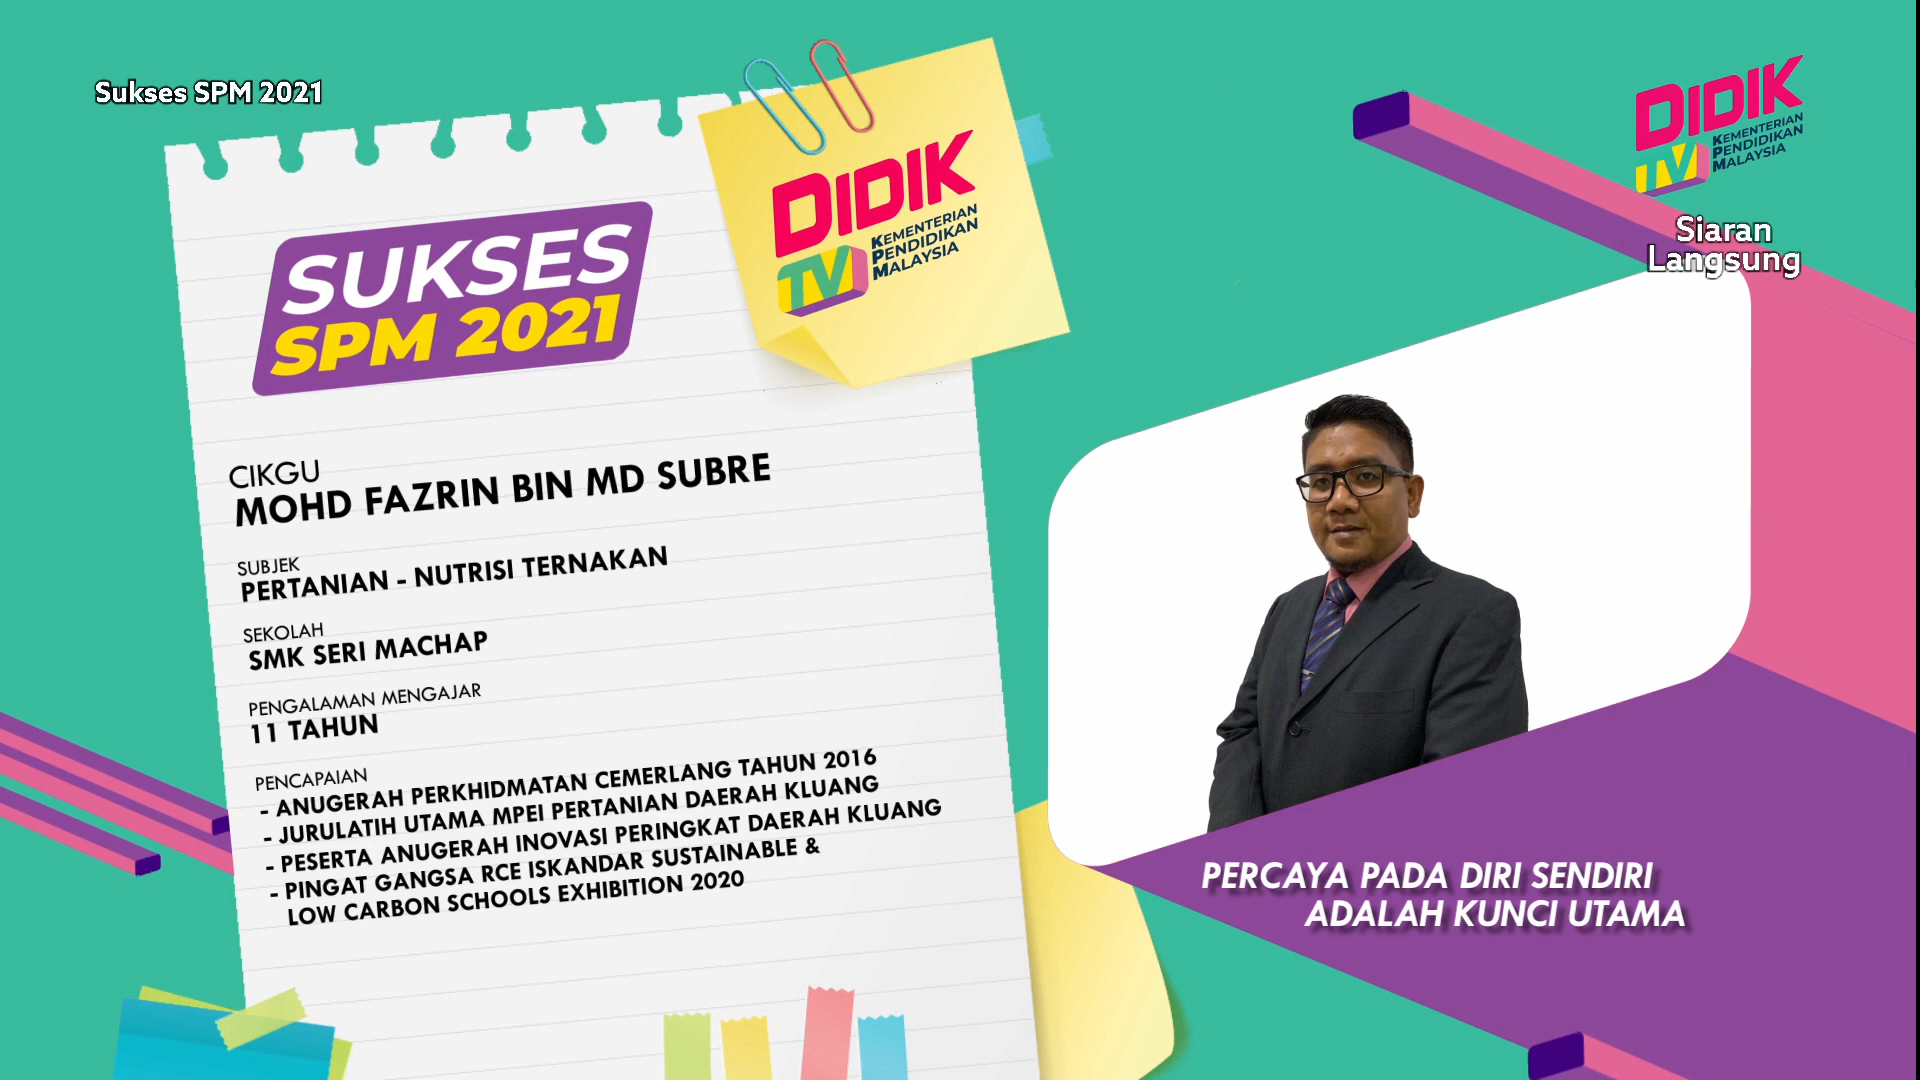 Sukses SPM 2021
DIDIK
TV
KEMENTERIAN
PENDIDIKAN
MALAYSIA
Siaran
Langsung
DIDIK
TV
KEMENTERIAN
PENDIDIKAN
MALAYSIA
SUKSES
SPM 2021
CIKGU
MOHD FAZRIN BIN MD SUBRE
SUBJEK
PERTANIAN - NUTRISI TERNAKAN
SEKOLAH
SMK SERI MACHAP
PENGALAMAN MENGAJAR
11 TAHUN
PENCAPAIAN
- ANUGERAH PERKHIDMATAN CEMERLANG TAHUN 2016
- JURULATIH UTAMA MPEI PERTANIAN DAERAH KLUANG
- PESERTA ANUGERAH INOVASI PERINGKAT DAERAH KLUANG
- PINGAT GANGSA RCE ISKANDAR SUSTAINABLE &
LOW CARBON SCHOOLS EXHIBITION 2020
PERCAYA PADA DIRI SENDIRI
ADALAH KUNCI UTAMA